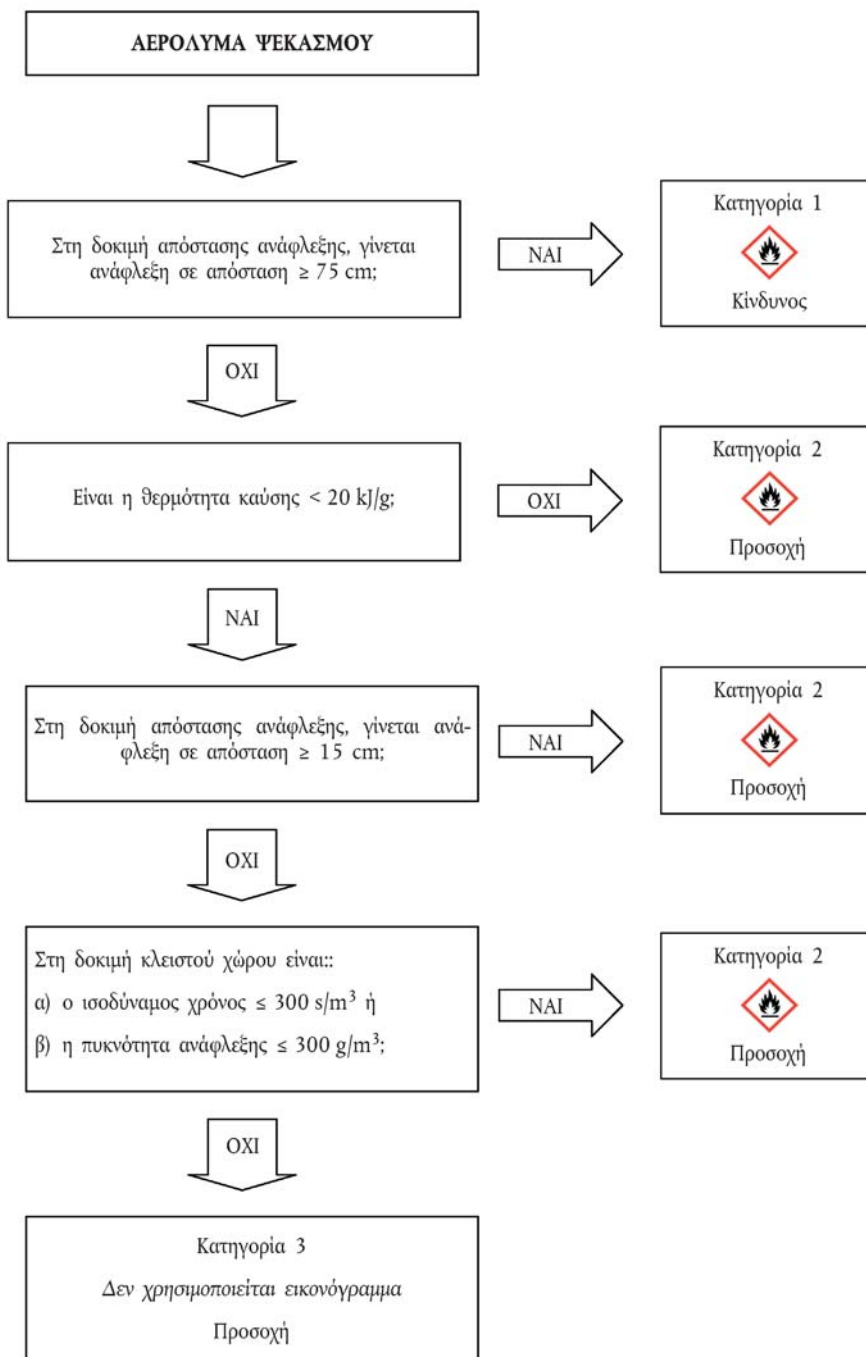 ΑΕΡΟΛΥΜΑ ΨΕΚΑΣΜΟΥ
Στη δοκιμή απόστασης ανάφλεξης, γίνεται
ανάφλεξη σε απόσταση ≥ 75 cm;
ΝΑΙ
Κατηγορία 1
Κίνδυνος
ΟΧΙ
Είναι η θερμότητα καύσης < 20 kJ/g;
ΟΧΙ
Κατηγορία 2
Προσοχή
ΝΑΙ
Στη δοκιμή απόστασης ανάφλεξης, γίνεται ανά-
φλεξη σε απόσταση ≥ 15 cm;
ΝΑΙ
Κατηγορία 2
Προσοχή
ΟΧΙ
Στη δοκιμή κλειστού χώρου είναι::
α) ο ισοδύναμος χρόνος ≤ 300 s/m³ ή
β) η πυκνότητα ανάφλεξης ≤ 300 g/m³;
ΝΑΙ
Κατηγορία 2
Προσοχή
ΟΧΙ
Κατηγορία 3
Δεν χρησιμοποιείται εικονόγραμμα
Προσοχή